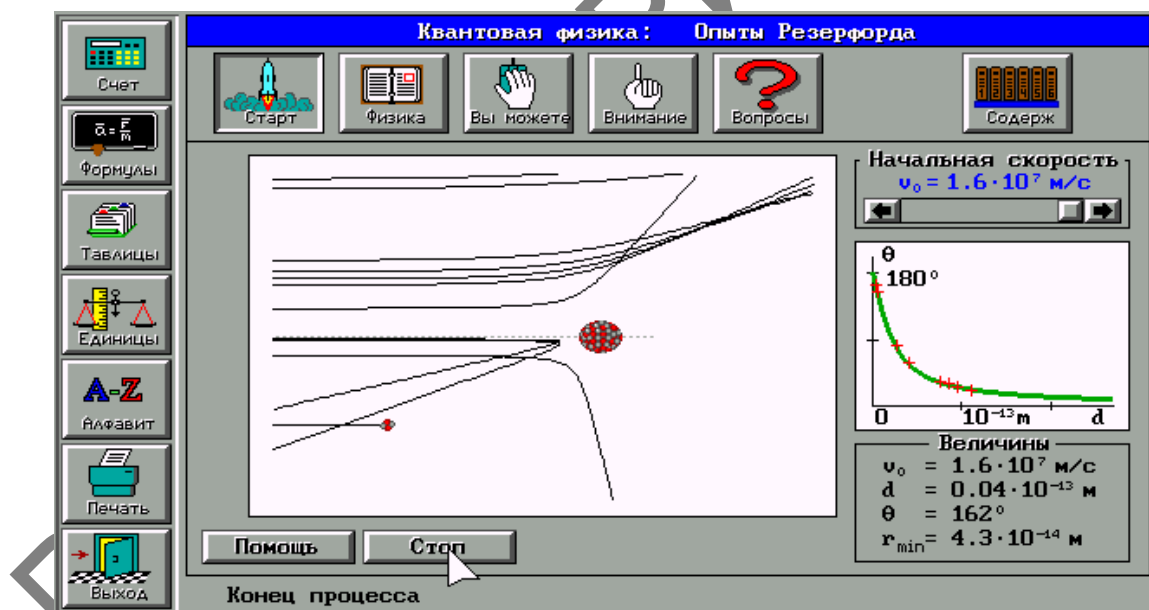 Квантовая физика: Опыты Резерфорда
Счет
a̅ = F̅/m
Формулы
Таблицы
Единицы
A-Z
Алфавит
Печать
Выход
Старт
Физика
Вы можете
Внимание
Вопросы
Содерж
Начальная скорость
v₀ = 1.6·10⁷ м/с
θ
180°
0
10⁻¹³м
d
Величины
v₀ = 1.6·10⁷ м/с
d = 0.04·10⁻¹³ м
θ = 162°
r_min = 4.3·10⁻¹⁴ м
Помощь
Стоп
Конец процесса